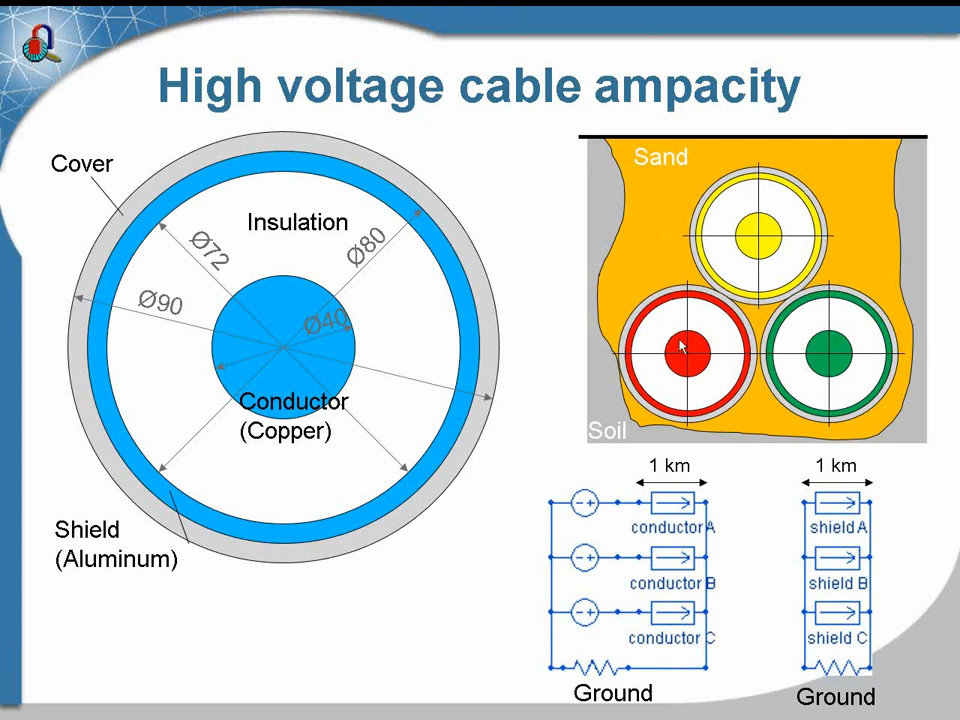 High voltage cable ampacity
Cover
Insulation
Ø72
Ø80
Ø90
Ø40
Conductor
(Copper)
Shield
(Aluminum)
Sand
Soil
1 km
1 km
conductor A
shield A
conductor B
shield B
conductor C
shield C
Ground
Ground